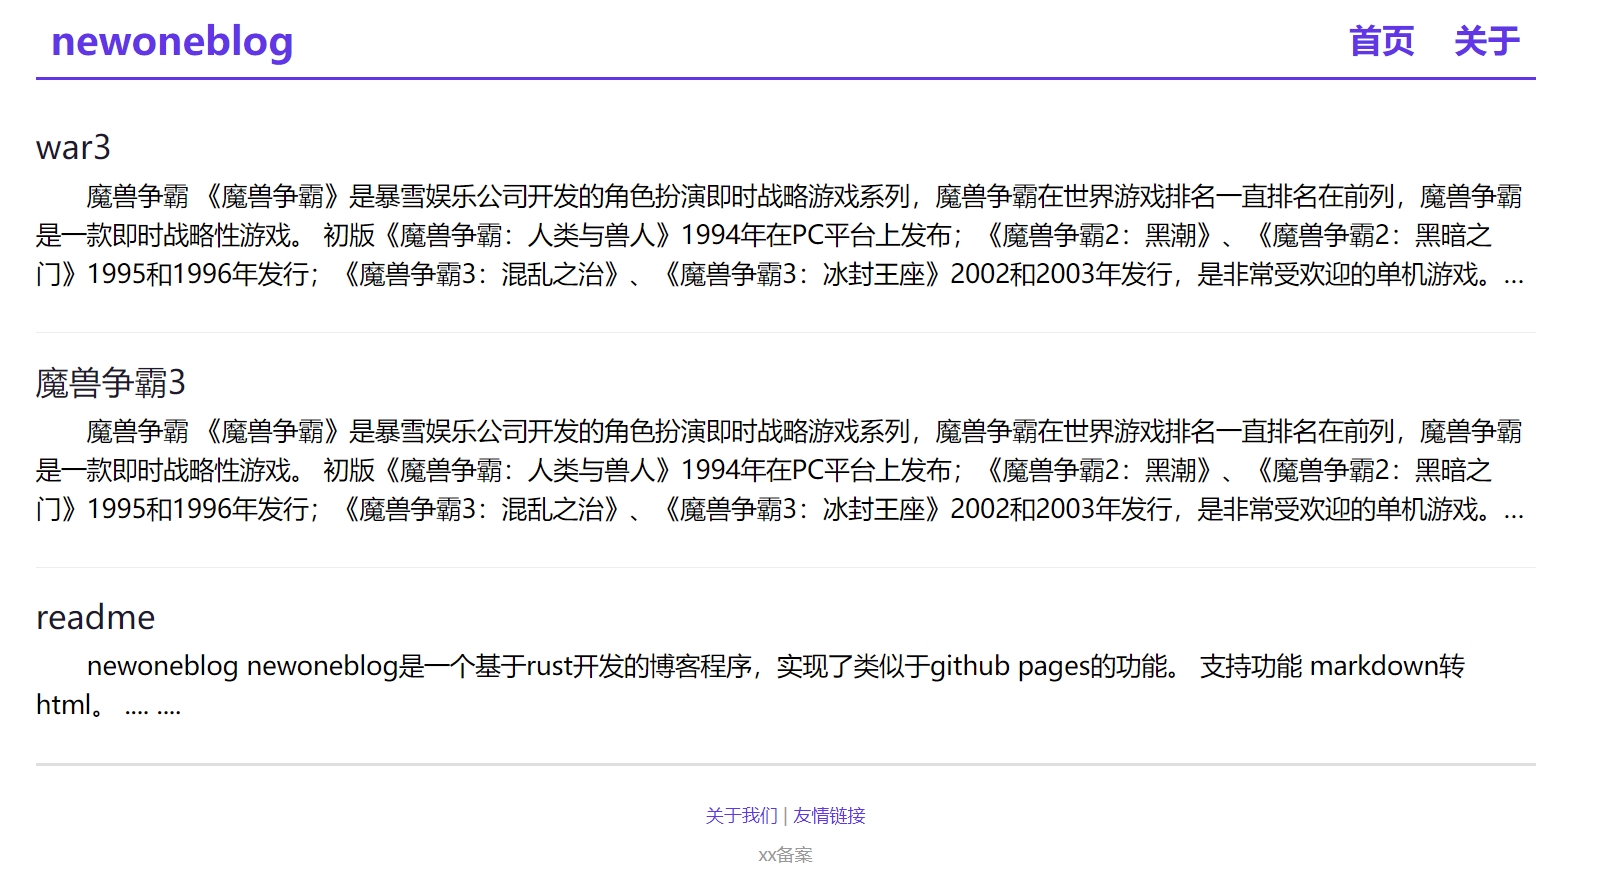 newoneblog 首页 关于
war3
魔兽争霸 《魔兽争霸》是暴雪娱乐公司开发的角色扮演即时战略游戏系列，魔兽争霸在世界游戏排名一直排名在前列，魔兽争霸
是一款即时战略性游戏。 初版《魔兽争霸：人类与兽人》1994年在PC平台上发布；《魔兽争霸2：黑潮》、《魔兽争霸2：黑暗之
门》1995和1996年发行；《魔兽争霸3：混乱之治》、《魔兽争霸3：冰封王座》2002和2003年发行，是非常受欢迎的单机游戏。...
魔兽争霸3
魔兽争霸 《魔兽争霸》是暴雪娱乐公司开发的角色扮演即时战略游戏系列，魔兽争霸在世界游戏排名一直排名在前列，魔兽争霸
是一款即时战略性游戏。 初版《魔兽争霸：人类与兽人》1994年在PC平台上发布；《魔兽争霸2：黑潮》、《魔兽争霸2：黑暗之
门》1995和1996年发行；《魔兽争霸3：混乱之治》、《魔兽争霸3：冰封王座》2002和2003年发行，是非常受欢迎的单机游戏。...
readme
newoneblog newoneblog是一个基于rust开发的博客程序，实现了类似于github pages的功能。 支持功能 markdown转
html。 .... ....
关于我们 | 友情链接
xx备案